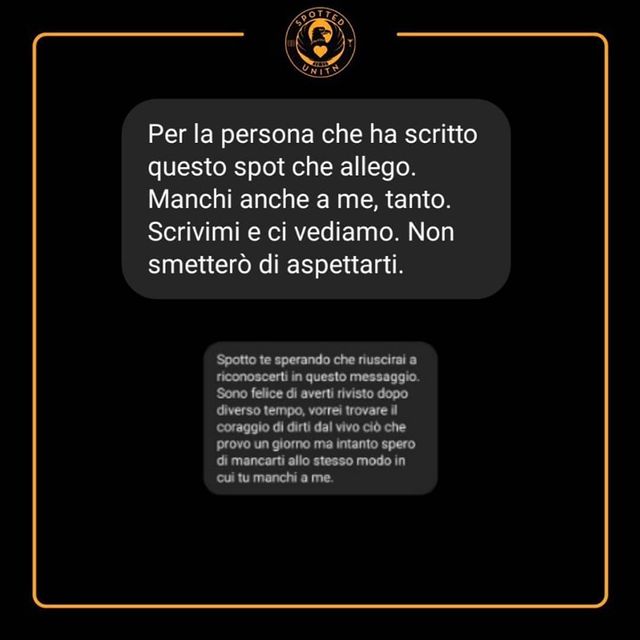 SPOTTED
UNITN
Per la persona che ha scritto
questo spot che allego.
Manchi anche a me, tanto.
Scrivimi e ci vediamo. Non
smetterò di aspettarti.
Spotto te sperando che riuscirai a
riconoscerti in questo messaggio.
Sono felice di averti rivisto dopo
diverso tempo, vorrei trovare il
coraggio di dirti dal vivo ciò che
provo un giorno ma intanto spero
di mancarti allo stesso modo in
cui tu manchi a me.